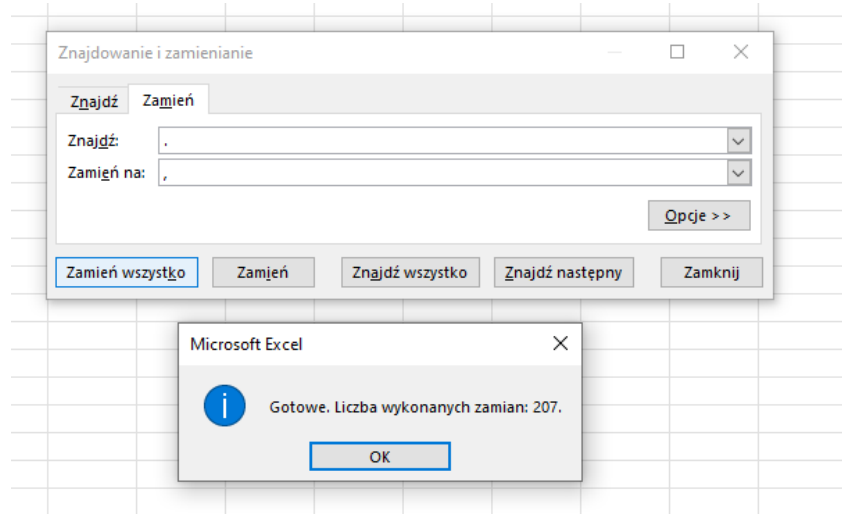 Znajdowanie i zamienianie
Znajdź Zamień
Znajdź: .
Zamień na: ,
Opcje >>
Zamień wszystko Zamień Znajdź wszystko Znajdź następny Zamknij
Microsoft Excel
Gotowe. Liczba wykonanych zamian: 207.
OK